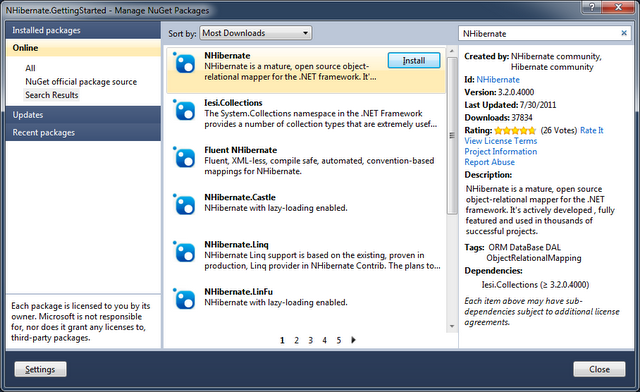 NHibernate.GettingStarted - Manage NuGet Packages
Installed packages
Online
All
NuGet official package source
Search Results
Updates
Recent packages
Each package is licensed to you by its
owner. Microsoft is not responsible
for, nor does it grant any licenses to,
third-party packages.
Settings
Sort by: Most Downloads
NHibernate
NHibernate is a mature, open source object-
relational mapper for the .NET framework. It's...
Install
Iesi.Collections
The System.Collections namespace in the .NET Framework
provides a number of collection types that are extremely usef...
Fluent NHibernate
Fluent, XML-less, compile safe, automated, convention-based
mappings for NHibernate.
NHibernate.Castle
NHibernate with lazy-loading enabled.
NHibernate.Linq
NHibernate Linq support is based on the existing, proven in
production, Linq provider in NHibernate Contrib. The plans to...
NHibernate.LinFu
NHibernate with lazy-loading enabled.
1 2 3 4 5
NHibernate
Created by: NHibernate community,
Hibernate community
Id: NHibernate
Version: 3.2.0.4000
Last Updated: 7/30/2011
Downloads: 37834
Rating: (26 Votes) Rate It
View License Terms
Project Information
Report Abuse
Description:
NHibernate is a mature, open source
object-relational mapper for the .NET
framework. It's actively developed , fully
featured and used in thousands of
successful projects.
Tags: ORM DataBase DAL
ObjectRelationalMapping
Dependencies:
Iesi.Collections (≥ 3.2.0.4000)
Each item above may have sub-
dependencies subject to additional license
agreements.
Close